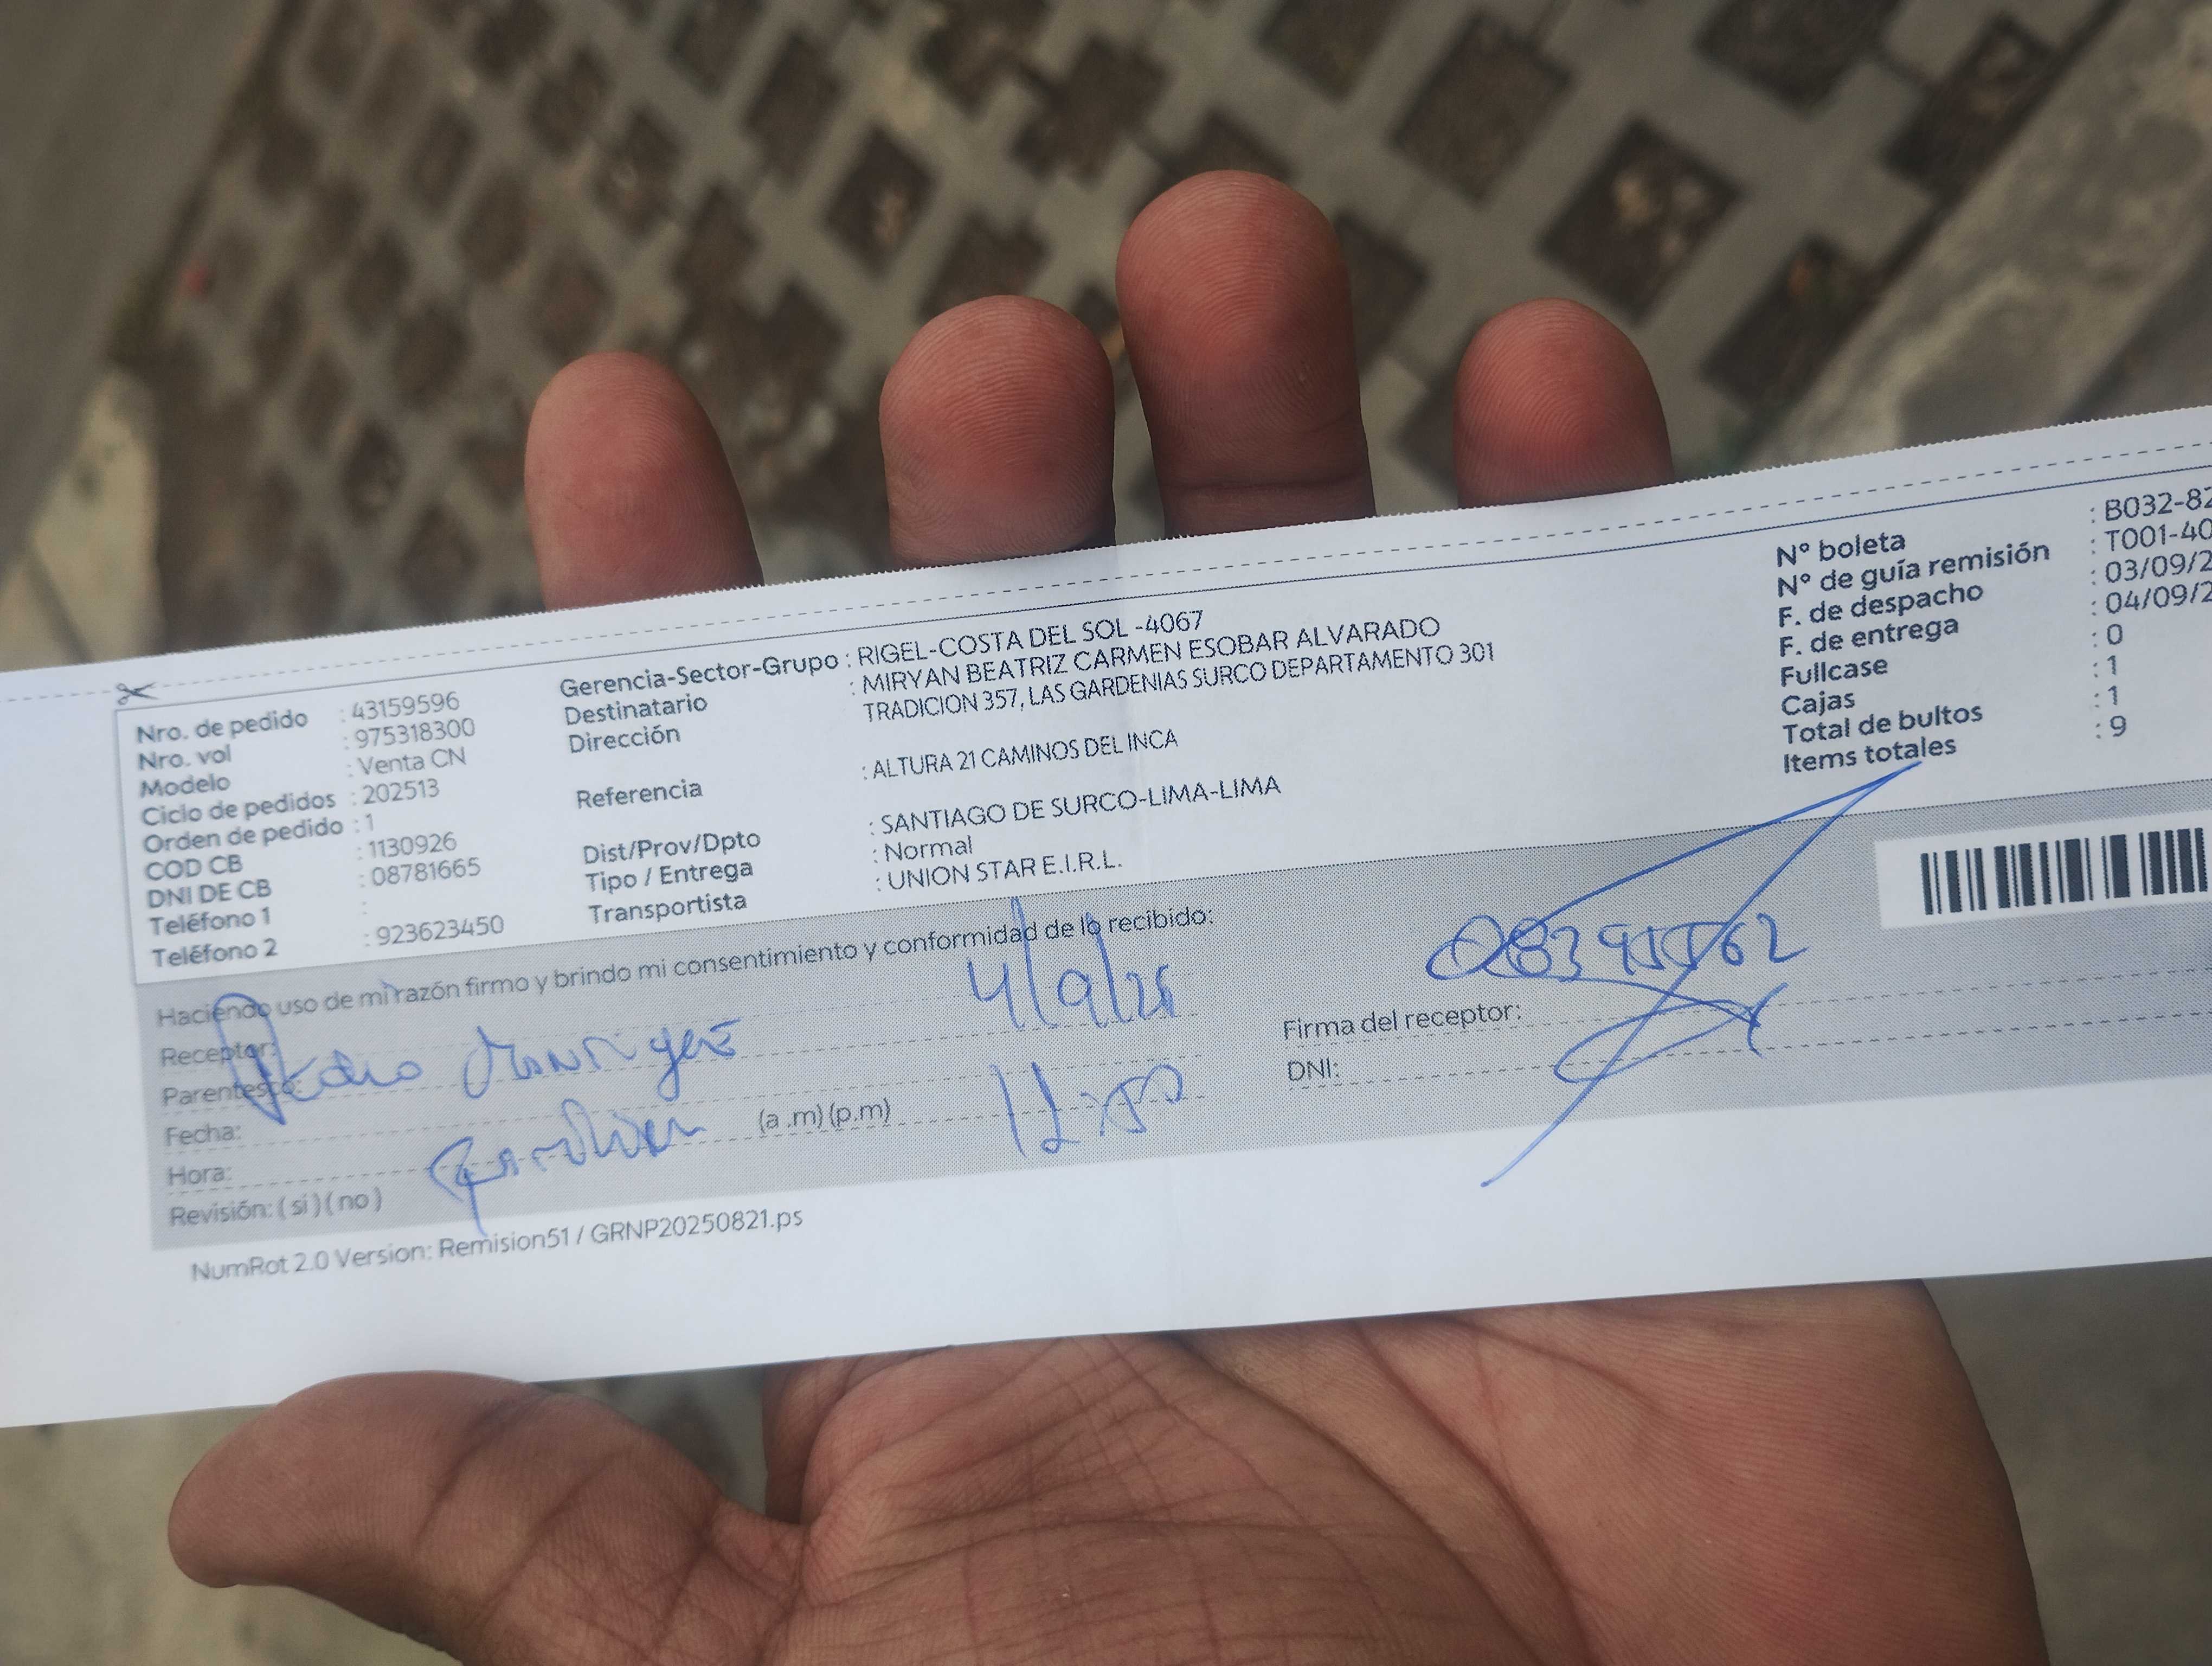 Nro. de pedido : 43159596
Nro. vol : 975318300
Modelo : Venta CN
Ciclo de pedidos : 202513
Orden de pedido : 1
COD CB : 1130926
DNI DE CB : 08781665
Teléfono 1 :
Teléfono 2 : 923623450
Gerencia-Sector-Grupo : RIGEL-COSTA DEL SOL -4067
Destinatario : MIRYAN BEATRIZ CARMEN ESOBAR ALVARADO
Dirección TRADICION 357, LAS GARDENIAS SURCO DEPARTAMENTO 301
Referencia : ALTURA 21 CAMINOS DEL INCA
Dist/Prov/Dpto : SANTIAGO DE SURCO-LIMA-LIMA
Tipo / Entrega : Normal
Transportista : UNION STAR E.I.R.L.
N° boleta : B032-82
N° de guía remisión : T001-40
F. de despacho : 03/09/2
F. de entrega : 04/09/2
Fullcase : 0
Cajas : 1
Total de bultos : 1
Items totales : 9
Haciendo uso de mi razón firmo y brindo mi consentimiento y conformidad de lo recibido:
Receptor:
Parentesco: Pedro 4/9/25
Fecha:
Hora: (a .m) (p.m)
Revisión: ( si ) ( no )
Firma del receptor:
DNI:
NumRot 2.0 Version: Remision51 / GRNP20250821.ps